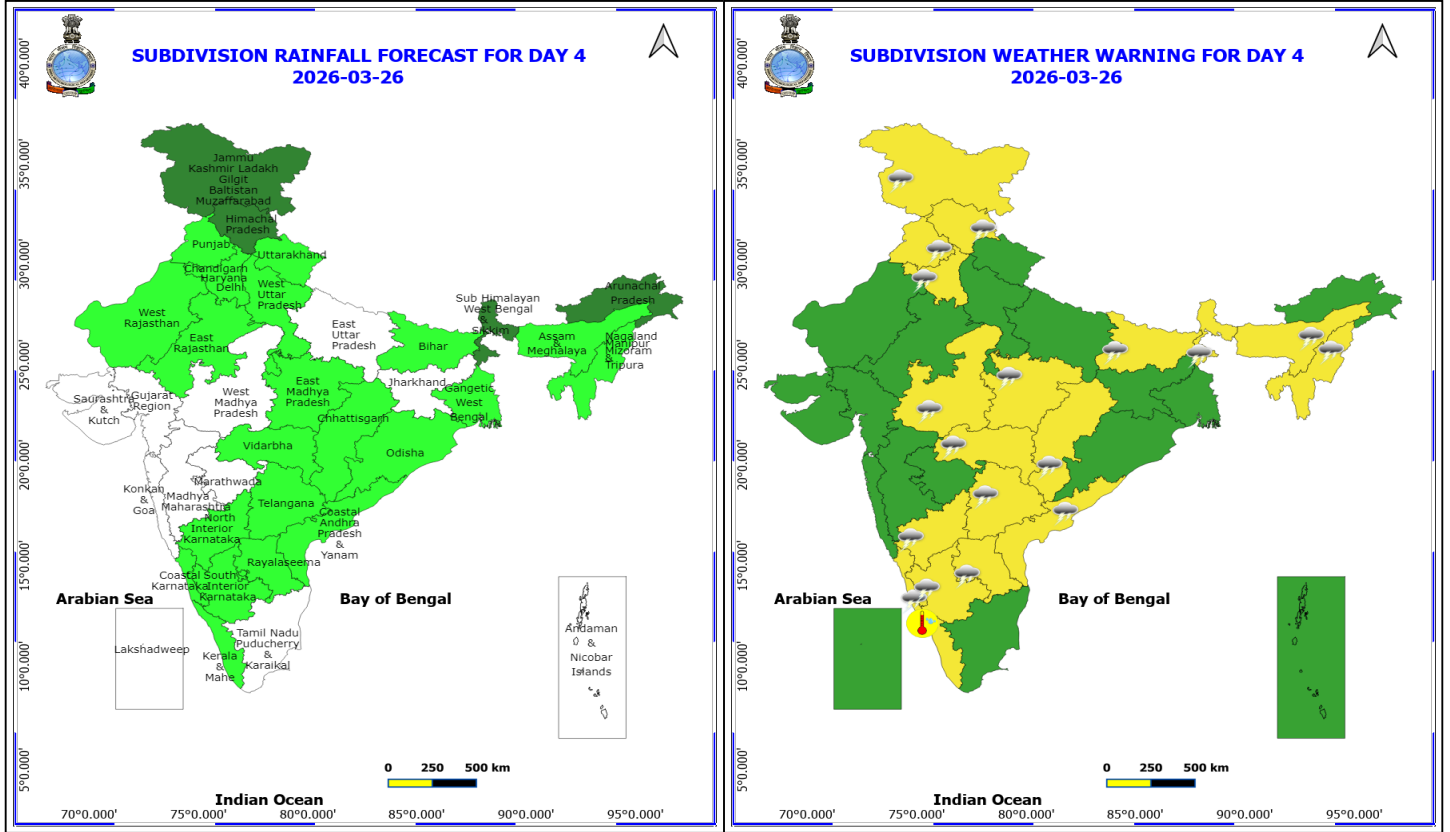 SUBDIVISION RAINFALL FORECAST FOR DAY 4
2026-03-26
40°0.000'
35°0.000'
30°0.000'
25°0.000'
20°0.000'
15°0.000'
10°0.000'
5°0.000'
Jammu
Kashmir Ladakh
Gilgit
Baltistan
Muzaffarabad
Himachal
Pradesh
Punjab
Uttarakhand
Chandigarh
Haryana
Delhi
West
Uttar
Pradesh
West
Rajasthan
East
Rajasthan
East
Uttar
Pradesh
Bihar
Sub Himalayan
West Bengal
&
Sikkim
Arunachal
Pradesh
Assam
&
Meghalaya
Nagaland
Manipur
Mizoram
&
Tripura
Jharkhand
Gangetic
West
Bengal
Saurashtra
&
Kutch
Gujarat
Region
West
Madhya
Pradesh
East
Madhya
Pradesh
Chhattisgarh
Vidarbha
Odisha
Konkan
&
Goa
Madhya
Maharashtra
Marathwada
Telangana
North
Interior
Karnataka
Coastal
Andhra
Pradesh
&
Yanam
Rayalaseema
Coastal
Karnataka
South
Interior
Karnataka
Arabian Sea
Bay of Bengal
Lakshadweep
Kerala
&
Mahe
Tamil Nadu
Puducherry
&
Karaikal
Andaman
&
Nicobar
Islands
0 250 500 km
Indian Ocean
70°0.000' 75°0.000' 80°0.000' 85°0.000' 90°0.000' 95°0.000'
SUBDIVISION WEATHER WARNING FOR DAY 4
2026-03-26
40°0.000'
35°0.000'
30°0.000'
25°0.000'
20°0.000'
15°0.000'
10°0.000'
5°0.000'
Arabian Sea
Bay of Bengal
0 250 500 km
Indian Ocean
70°0.000' 75°0.000' 80°0.000' 85°0.000' 90°0.000' 95°0.000'